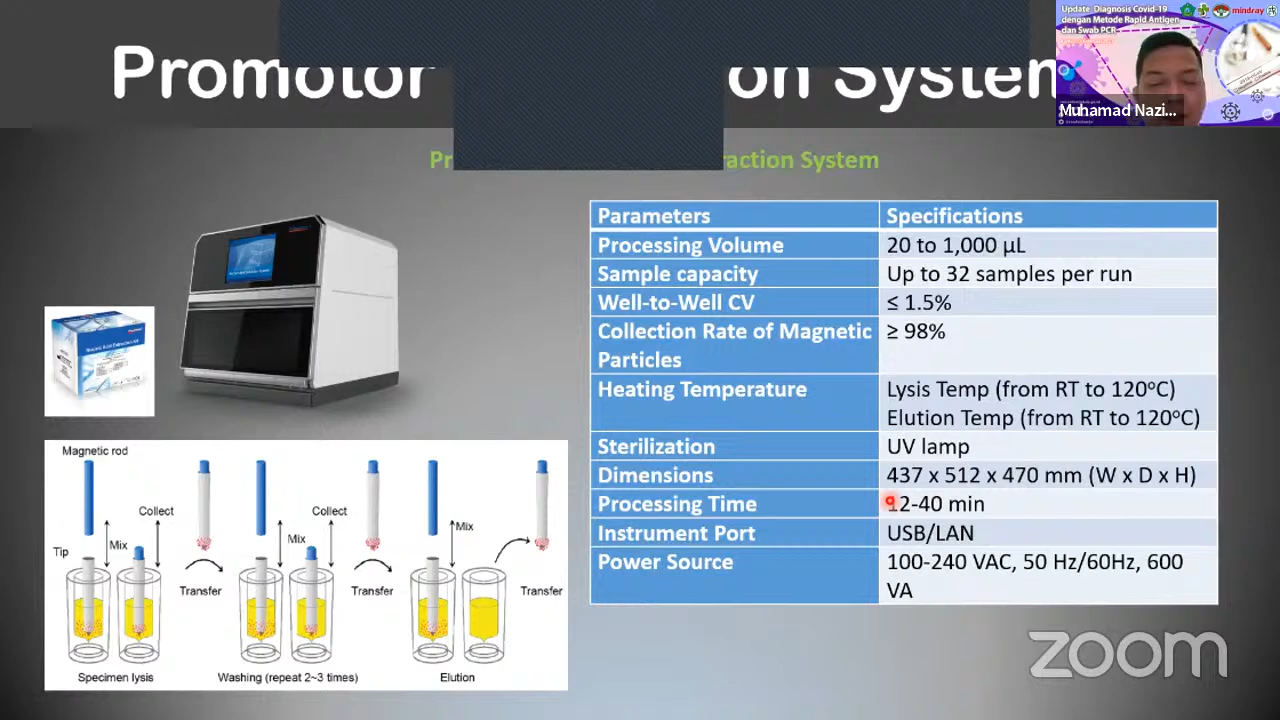 Promotor on System
Update Diagnosis Covid-19
dengan Metode Rapid Antigen
dan Swab PCR
mindray
Muhamad Nazi...
Pr raction System
Parameters Specifications
Processing Volume 20 to 1,000 µL
Sample capacity Up to 32 samples per run
Well-to-Well CV ≤ 1.5%
Collection Rate of Magnetic ≥ 98%
Particles
Heating Temperature Lysis Temp (from RT to 120°C)
Elution Temp (from RT to 120°C)
Sterilization UV lamp
Dimensions 437 x 512 x 470 mm (W x D x H)
Processing Time 12-40 min
Instrument Port USB/LAN
Power Source 100-240 VAC, 50 Hz/60Hz, 600
VA
Nucleic Acid Extraction Kit
Magnetic rod
Collect Collect
Mix
Tip Mix Mix
Transfer Transfer Transfer
Specimen lysis Washing (repeat 2~3 times) Elution
zoom